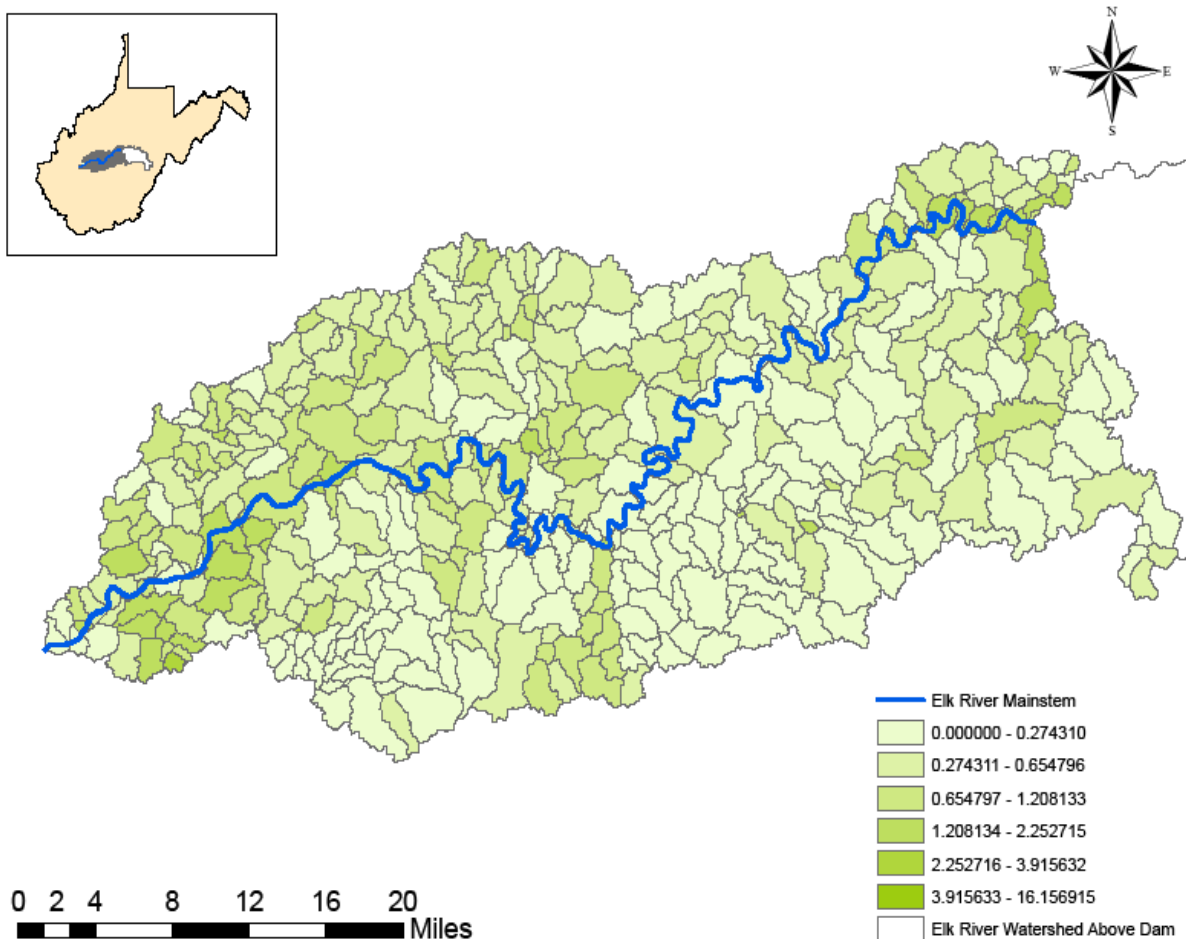 N
W E
S
Elk River Mainstem
0.000000 - 0.274310
0.274311 - 0.654796
0.654797 - 1.208133
1.208134 - 2.252715
2.252716 - 3.915632
3.915633 - 16.156915
Elk River Watershed Above Dam
0 2 4 8 12 16 20
Miles